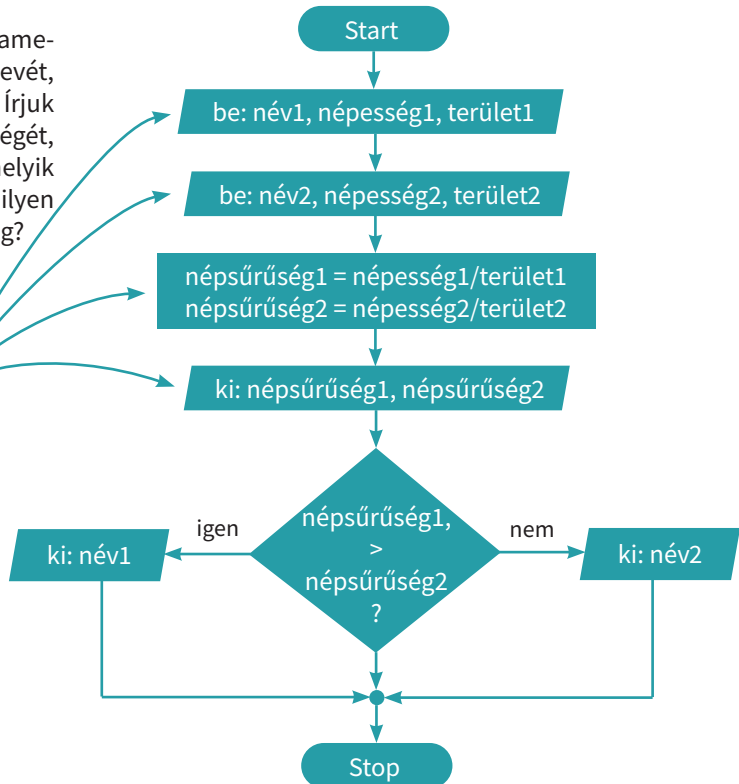 ame-
evét,
Írjuk
égét,
elyik
ilyen
g?
Start
be: név1, népesség1, terület1
be: név2, népesség2, terület2
népsűrűség1 = népesség1/terület1
népsűrűség2 = népesség2/terület2
ki: népsűrűség1, népsűrűség2
népsűrűség1,
>
népsűrűség2
?
igen
nem
ki: név1
ki: név2
Stop